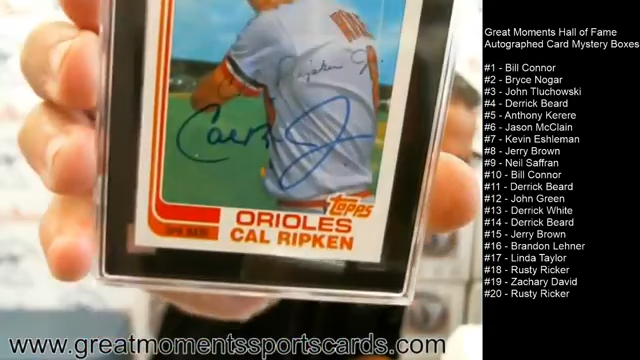 Great Moments Hall of Fame
Autographed Card Mystery Boxes
#1 - Bill Connor
#2 - Bryce Nogar
#3 - John Tluchowski
#4 - Derrick Beard
#5 - Anthony Kerere
#6 - Jason McClain
#7 - Kevin Eshleman
#8 - Jerry Brown
#9 - Neil Saffran
#10 - Bill Connor
#11 - Derrick Beard
#12 - John Green
#13 - Derrick White
#14 - Derrick Beard
#15 - Jerry Brown
#16 - Brandon Lehner
#17 - Linda Taylor
#18 - Rusty Ricker
#19 - Zachary David
#20 - Rusty Ricker
Cal Ripken Jr
Topps
ORIOLES
CAL RIPKEN
www.greatmomentssportscards.com